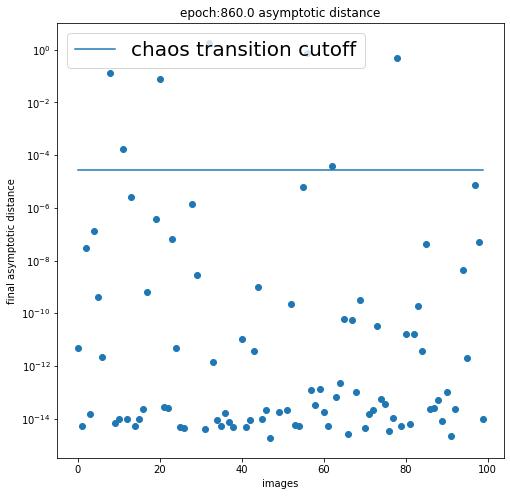 epoch:860.0 asymptotic distance
chaos transition cutoff
final asymptotic distance
10⁰
10⁻²
10⁻⁴
10⁻⁶
10⁻⁸
10⁻¹⁰
10⁻¹²
10⁻¹⁴
0 20 40 60 80 100
images